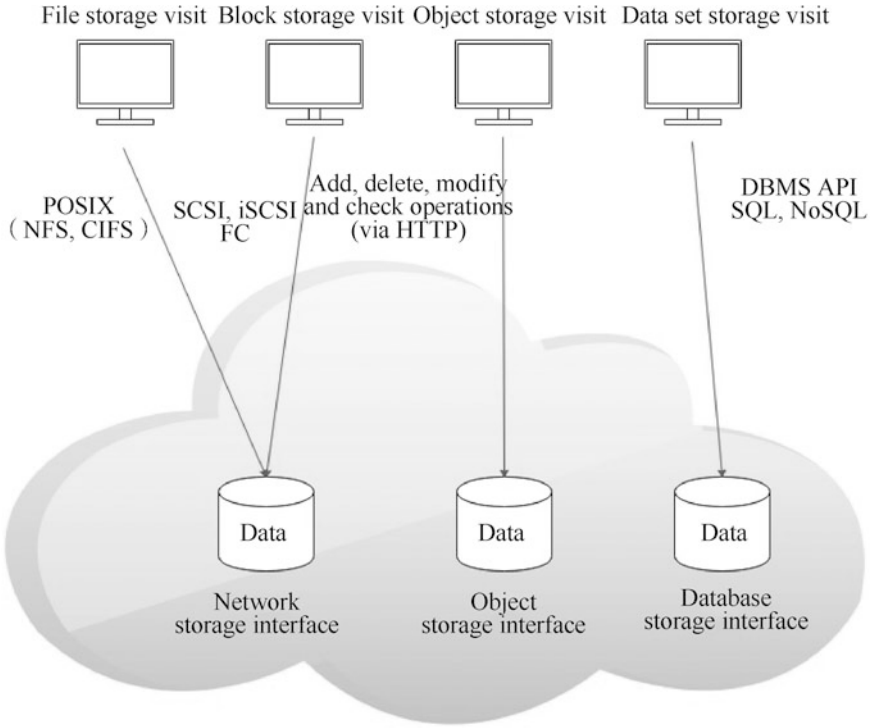 File storage visit
Block storage visit
Object storage visit
Data set storage visit
POSIX
( NFS, CIFS )
SCSI, iSCSI
FC
Add, delete, modify
and check operations
(via HTTP)
DBMS API
SQL, NoSQL
Data
Data
Data
Network
storage interface
Object
storage interface
Database
storage interface